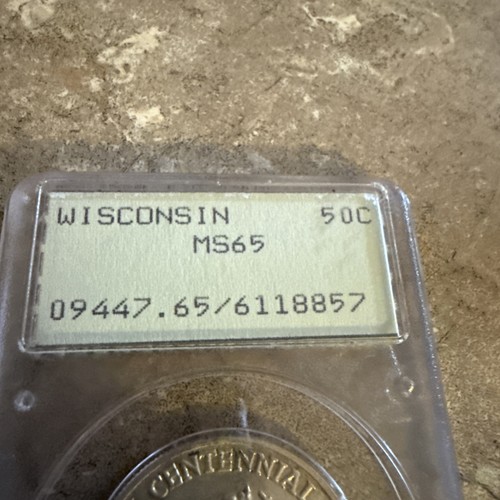 WISCONSIN 50C
MS65
09447.65/6118857
CENTENNIAL